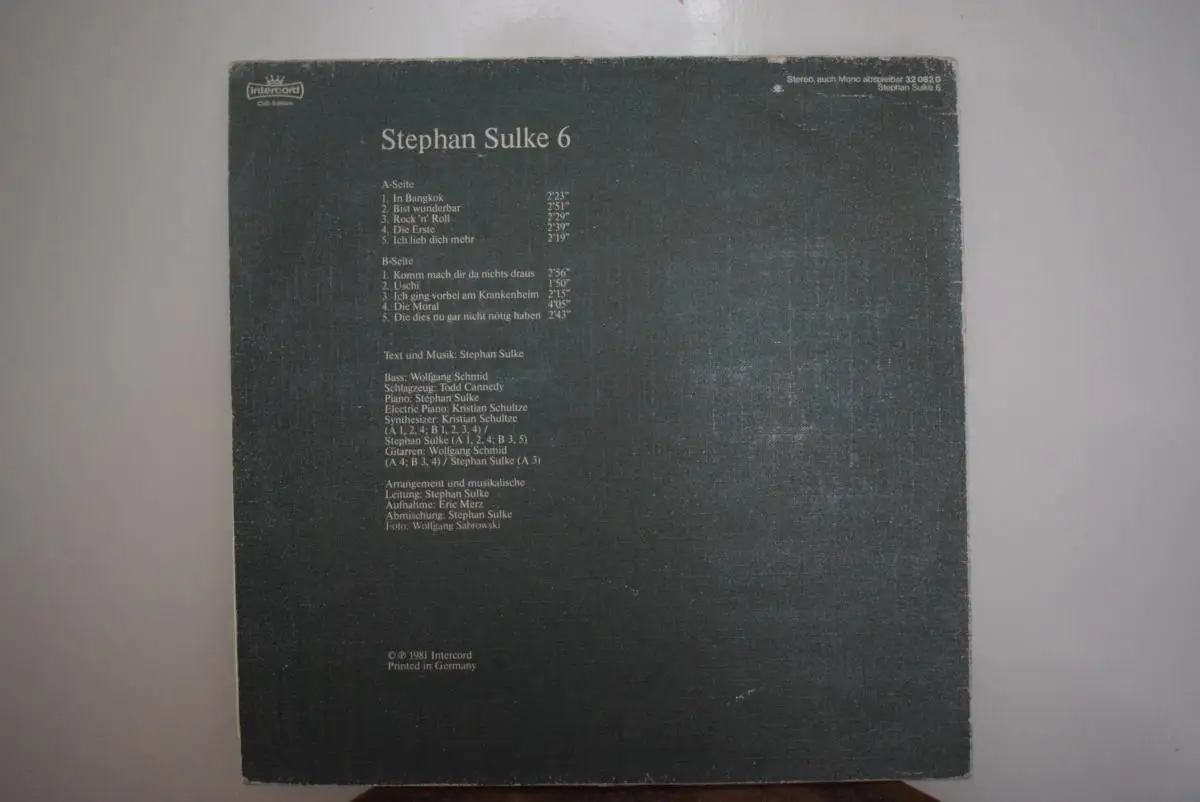 Intercord
Club Edition
Stereo, auch Mono abspielbar 32 062 0
Stephan Sulke 6
Stephan Sulke 6
A-Seite
1. In Bangkok 2'23"
2. Bist wunderbar 2'51"
3. Rock 'n' Roll 2'29"
4. Die Erste 2'39"
5. Ich lieb dich mehr 2'19"
B-Seite
1. Komm mach dir da nichts draus 2'56"
2. Uschi 1'50"
3 Ich ging vorbei am Krankenheim 2'15"
4. Die Moral 4'05"
5. Die dies nu gar nicht nötig haben 2'43"
Text und Musik: Stephan Sulke
Bass: Wolfgang Schmid
Schlagzeug: Todd Cannedy
Piano: Stephan Sulke
Electric Piano: Kristian Schultze
Synthesizer: Kristian Schultze
(A 1, 2, 4; B 1, 2, 3, 4) /
Stephan Sulke (A 1, 2, 4; B 3, 5)
Gitarren: Wolfgang Schmid
(A 4; B 3, 4) / Stephan Sulke (A 3)
Arrangement und musikalische
Leitung: Stephan Sulke
Aufnahme: Eric Merz
Abmischung: Stephan Sulke
Foto: Wolfgang Sabrowski
© ℗ 1981 Intercord
Printed in Germany